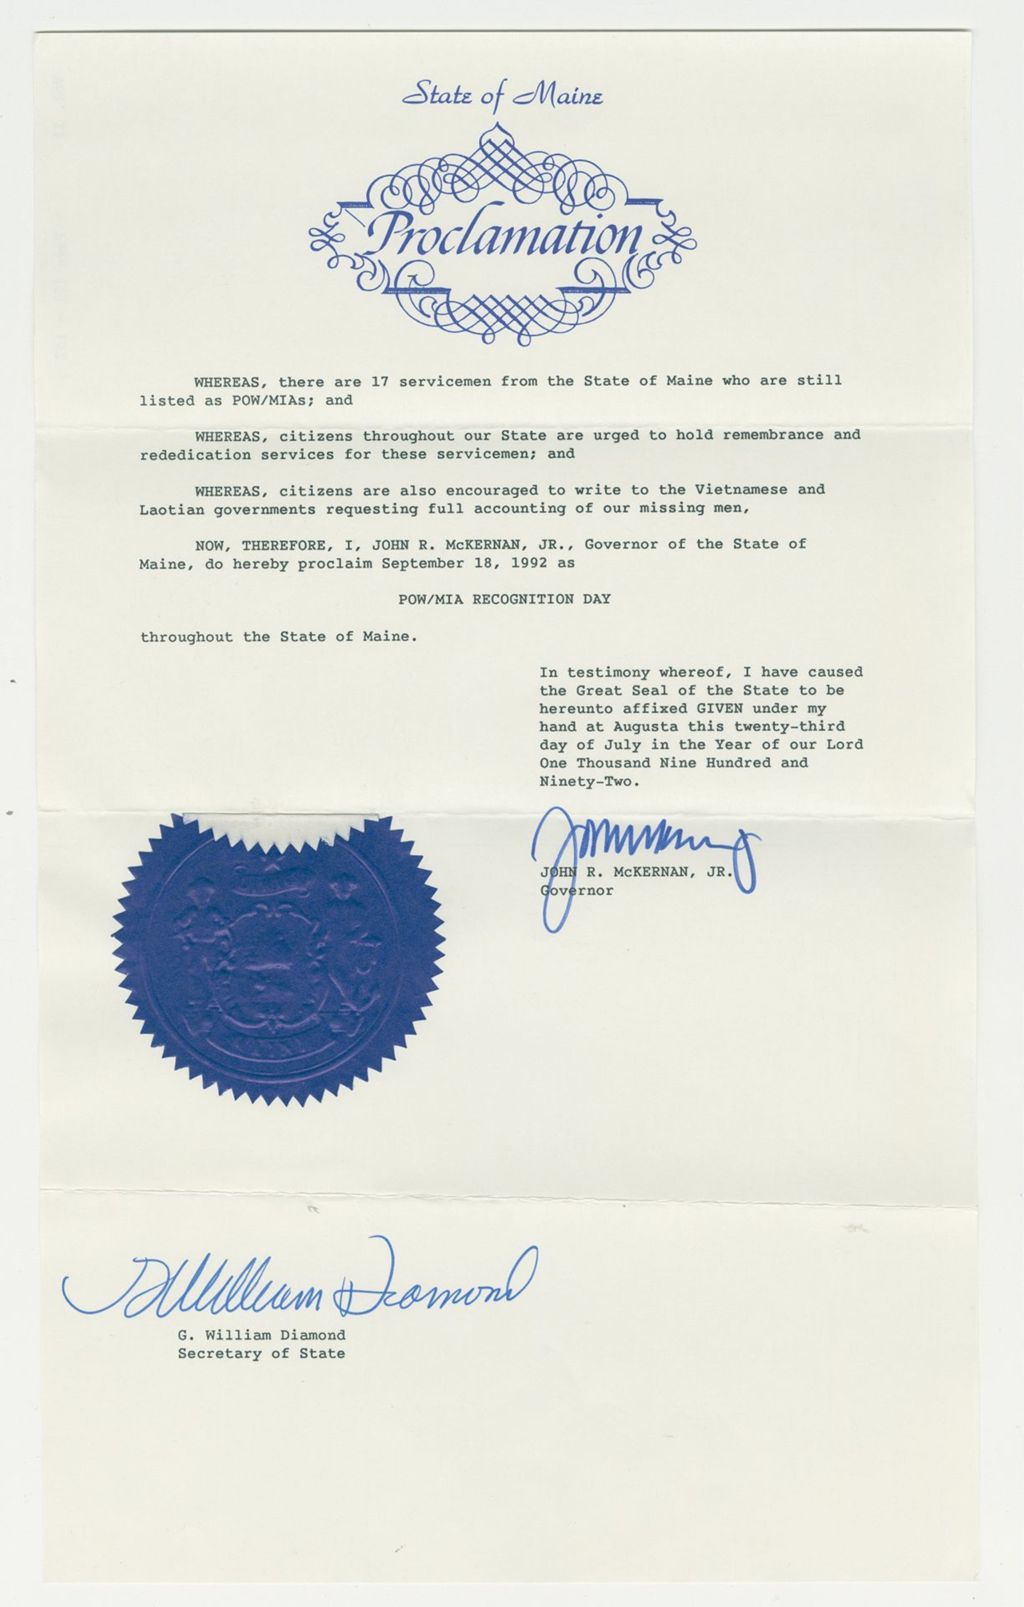 State of Maine
Proclamation
WHEREAS, there are 17 servicemen from the State of Maine who are still
listed as POW/MIAs; and
WHEREAS, citizens throughout our State are urged to hold remembrance and
rededication services for these servicemen; and
WHEREAS, citizens are also encouraged to write to the Vietnamese and
Laotian governments requesting full accounting of our missing men,
NOW, THEREFORE, I, JOHN R. McKERNAN, JR., Governor of the State of
Maine, do hereby proclaim September 18, 1992 as
POW/MIA RECOGNITION DAY
throughout the State of Maine.
In testimony whereof, I have caused
the Great Seal of the State to be
hereunto affixed GIVEN under my
hand at Augusta this twenty-third
day of July in the Year of our Lord
One Thousand Nine Hundred and
Ninety-Two.
JOHN R. McKERNAN, JR.
Governor
G William Diamond
G. William Diamond
Secretary of State